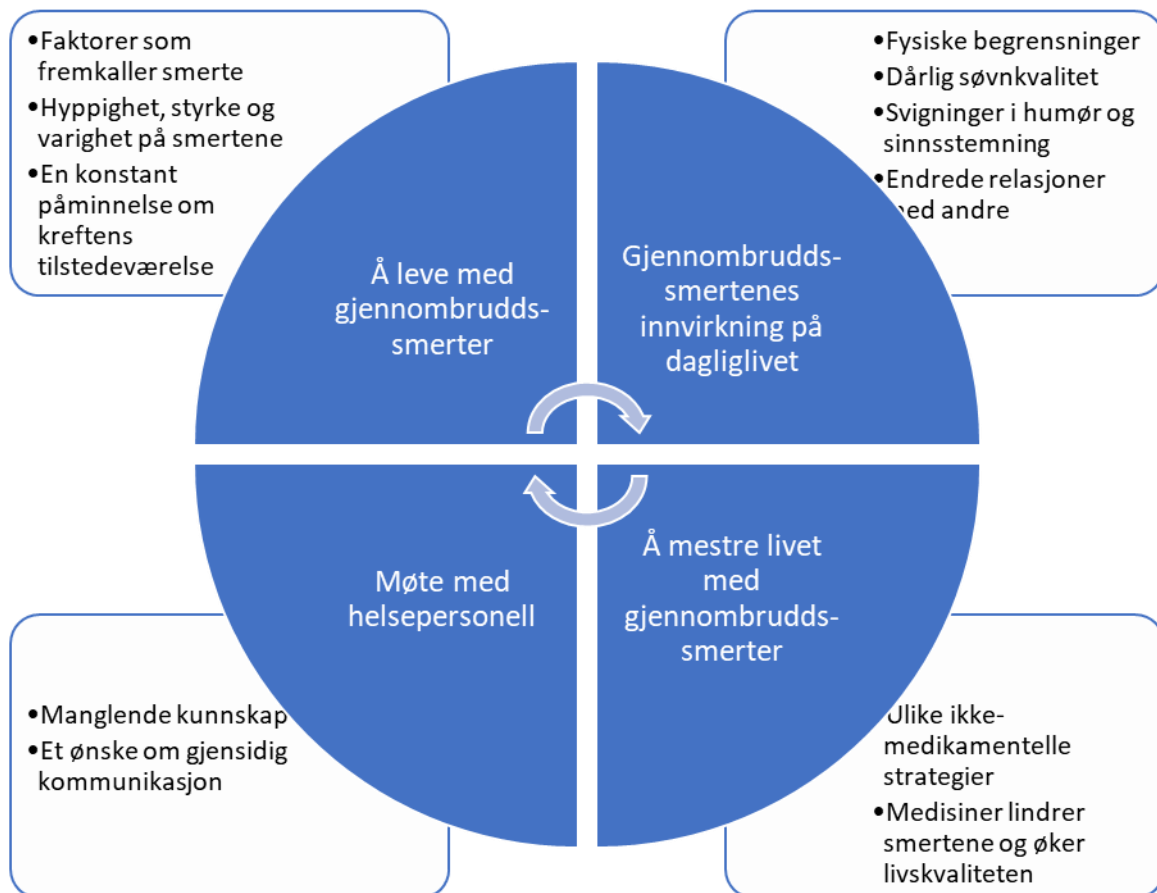 •Faktorer som
fremkaller smerte
•Hyppighet, styrke og
varighet på smertene
•En konstant
påminnelse om
kreftens
tilstedeværelse
•Fysiske begrensninger
•Dårlig søvnkvalitet
•Svigninger i humør og
sinnsstemning
•Endrede relasjoner
med andre
Å leve med
gjennombrudds-
smerter
Gjennombrudds-
smertenes
innvirkning på
dagliglivet
Møte med
helsepersonell
Å mestre livet
med
gjennombrudds-
smerter
•Manglende kunnskap
•Et ønske om gjensidig
kommunikasjon
Ulike ikke-
medikamentelle
strategier
•Medisiner lindrer
smertene og øker
livskvaliteten